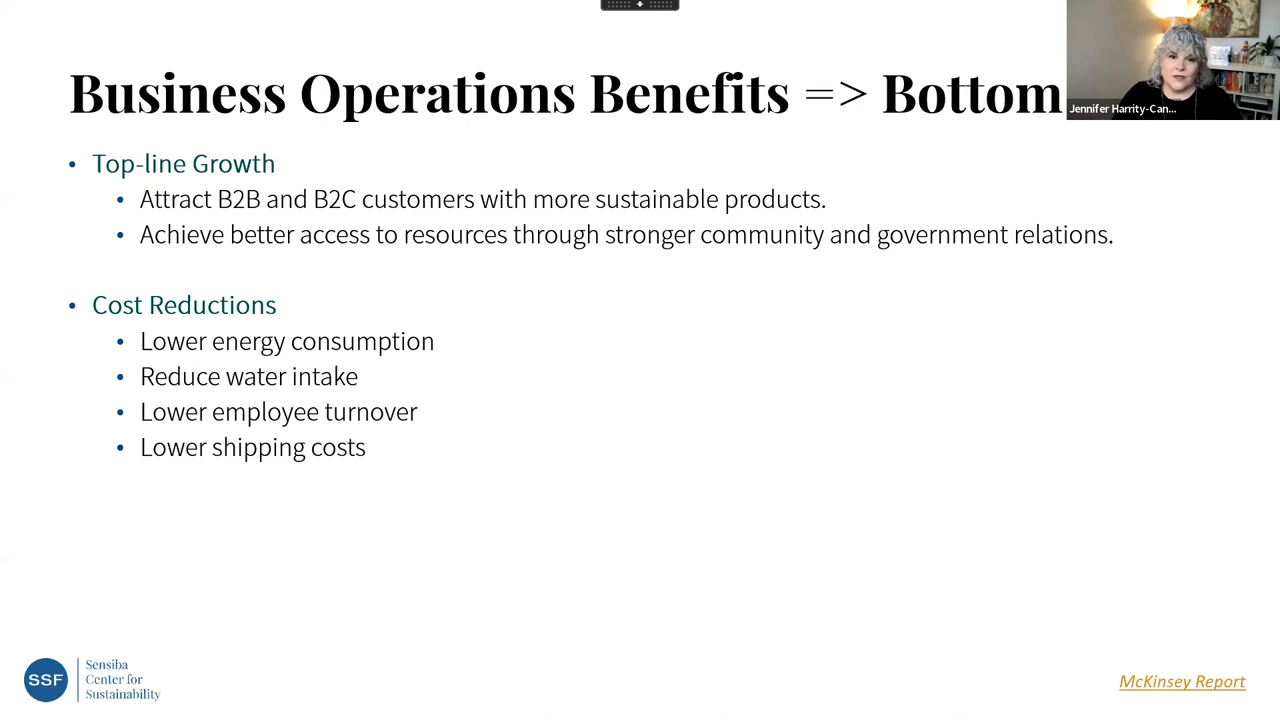 Business Operations Benefits => Bottom
Jennifer Harrity-Can...
• Top-line Growth
• Attract B2B and B2C customers with more sustainable products.
• Achieve better access to resources through stronger community and government relations.
• Cost Reductions
• Lower energy consumption
• Reduce water intake
• Lower employee turnover
• Lower shipping costs
SSF
Sensiba
Center for
Sustainability
McKinsey Report